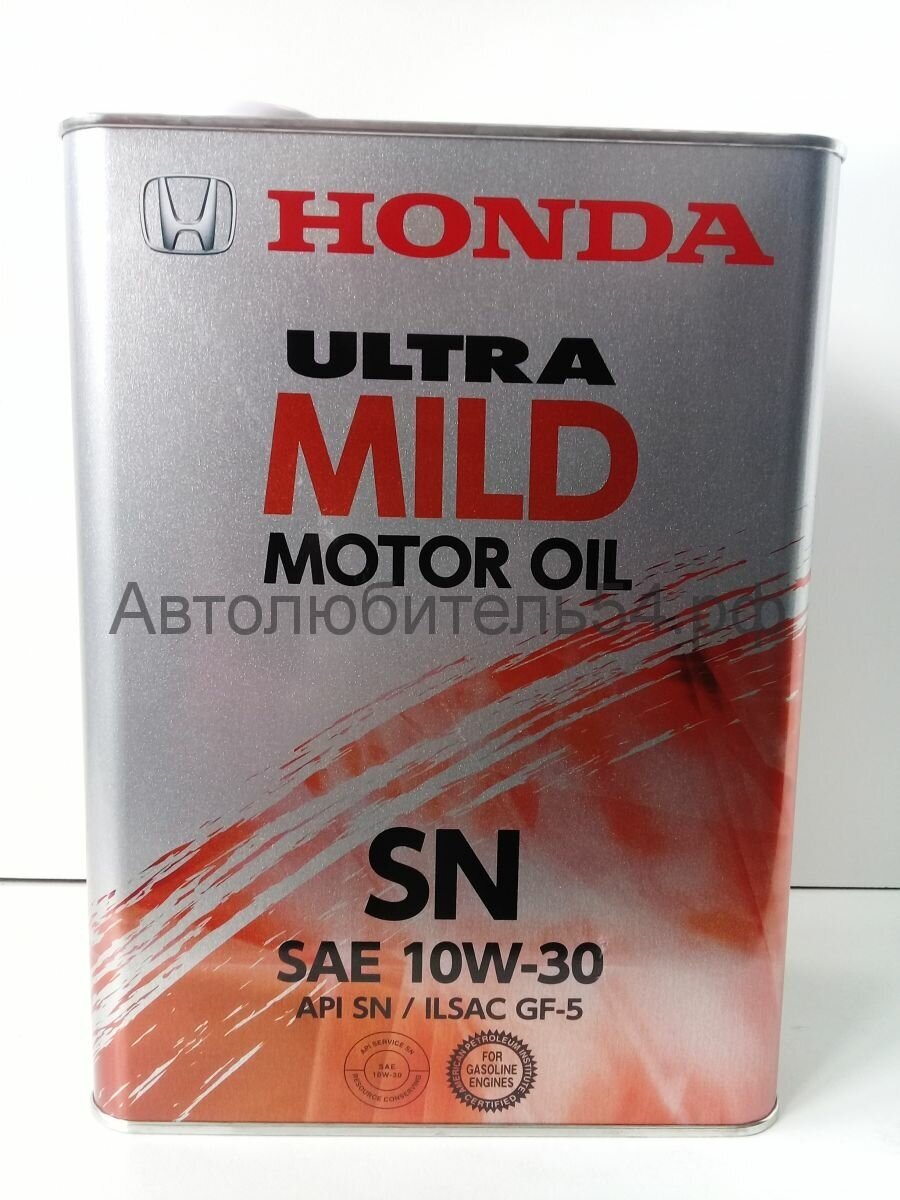 HONDA
ULTRA
MILD
MOTOR OIL
Автолюбитель54.рф
SN
SAE 10W-30
API SN / ILSAC GF-5
API SERVICE SN
SAE
10W-30
RESOURCE CONSERVING
AMERICAN PETROLEUM INSTITUTE
FOR
GASOLINE
ENGINES
CERTIFIED